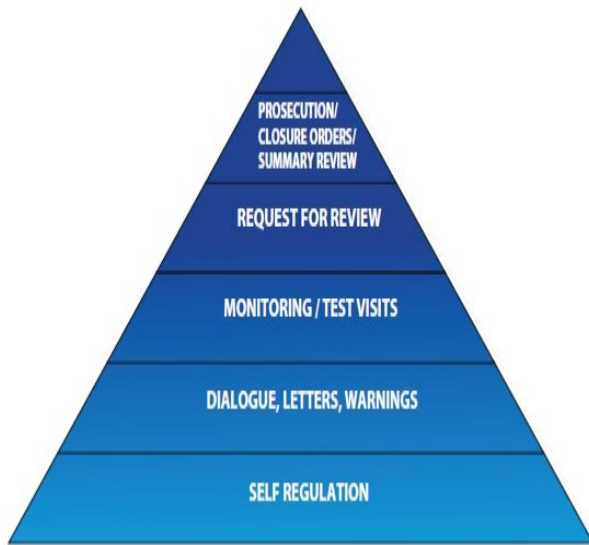 PROSECUTION/
CLOSURE ORDERS/
SUMMARY REVIEW
REQUEST FOR REVIEW
MONITORING / TEST VISITS
DIALOGUE, LETTERS, WARNINGS
SELF REGULATION